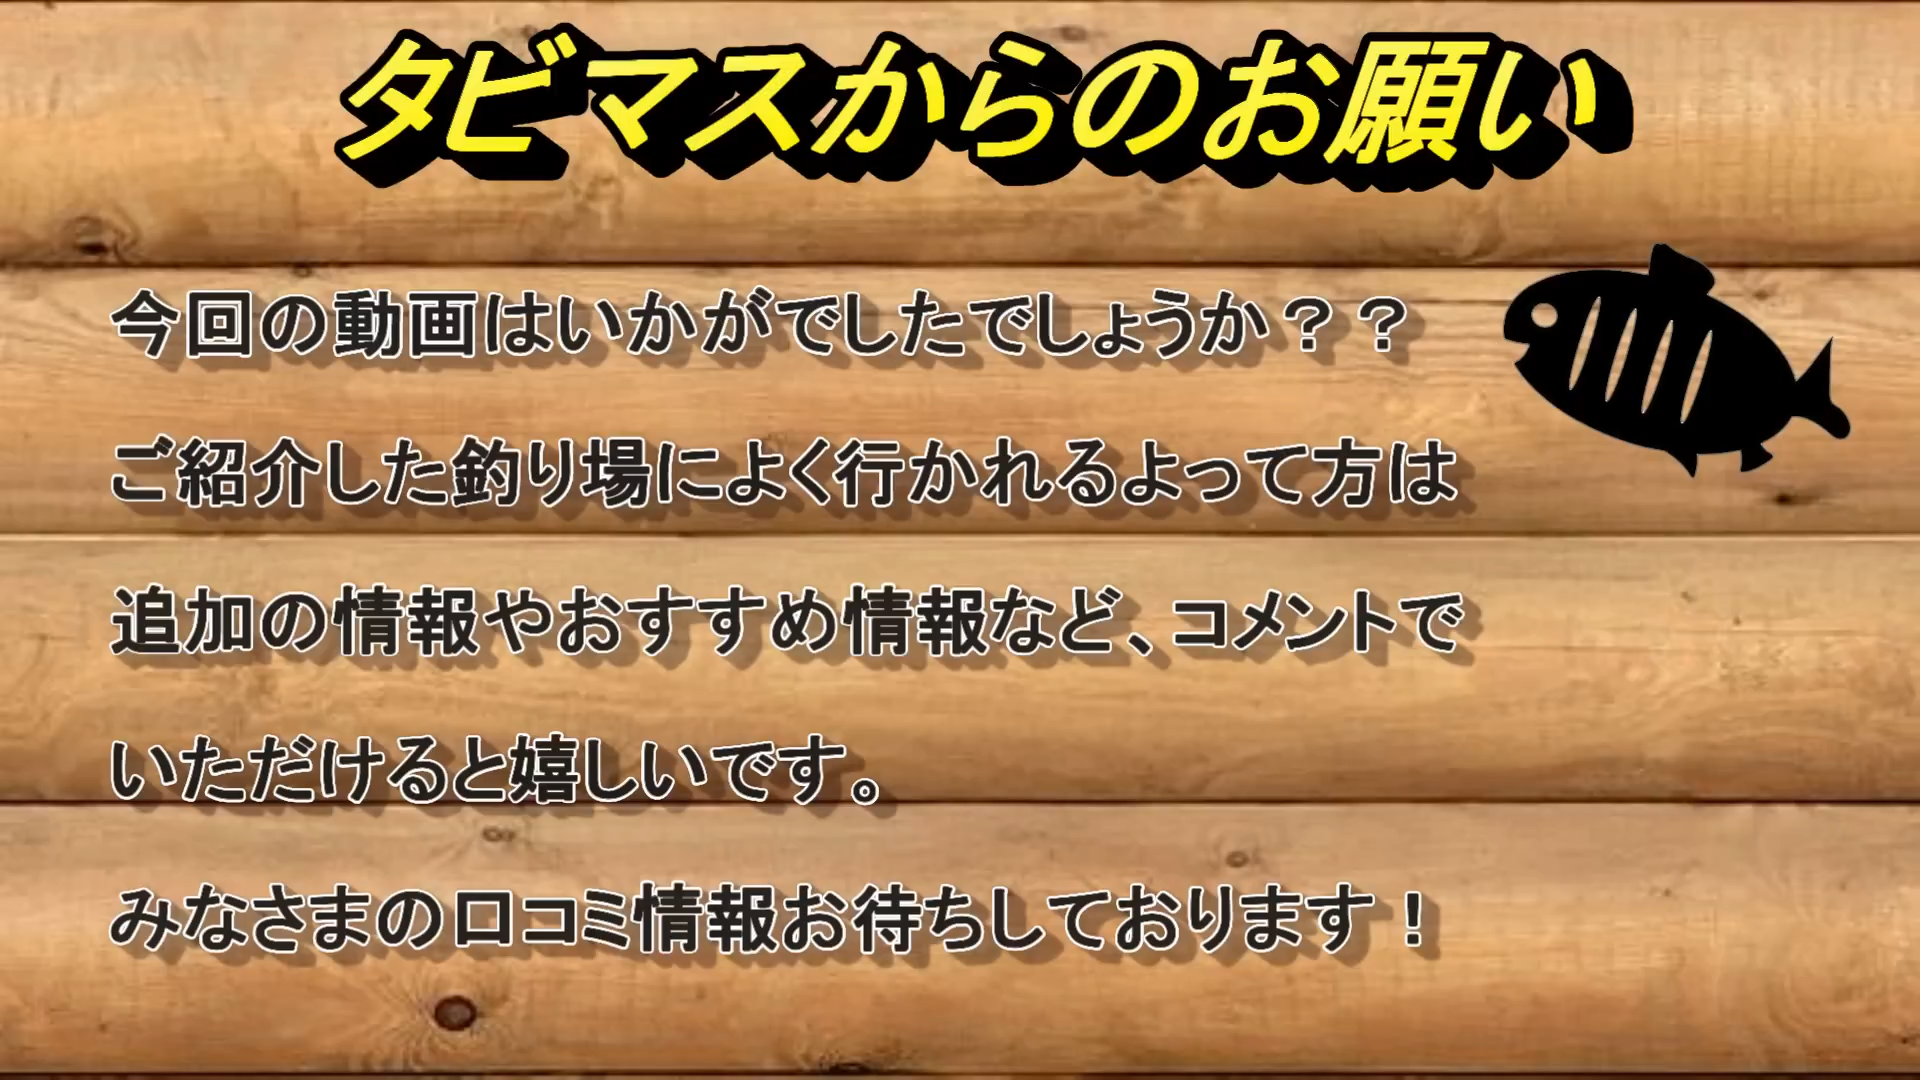 タビマスからのお願い
今回の動画はいかがでしたでしょうか？？
ご紹介した釣り場によく行かれるよって方は
追加の情報やおすすめ情報など、コメントで
いただけると嬉しいです。
みなさまの口コミ情報お待ちしております！